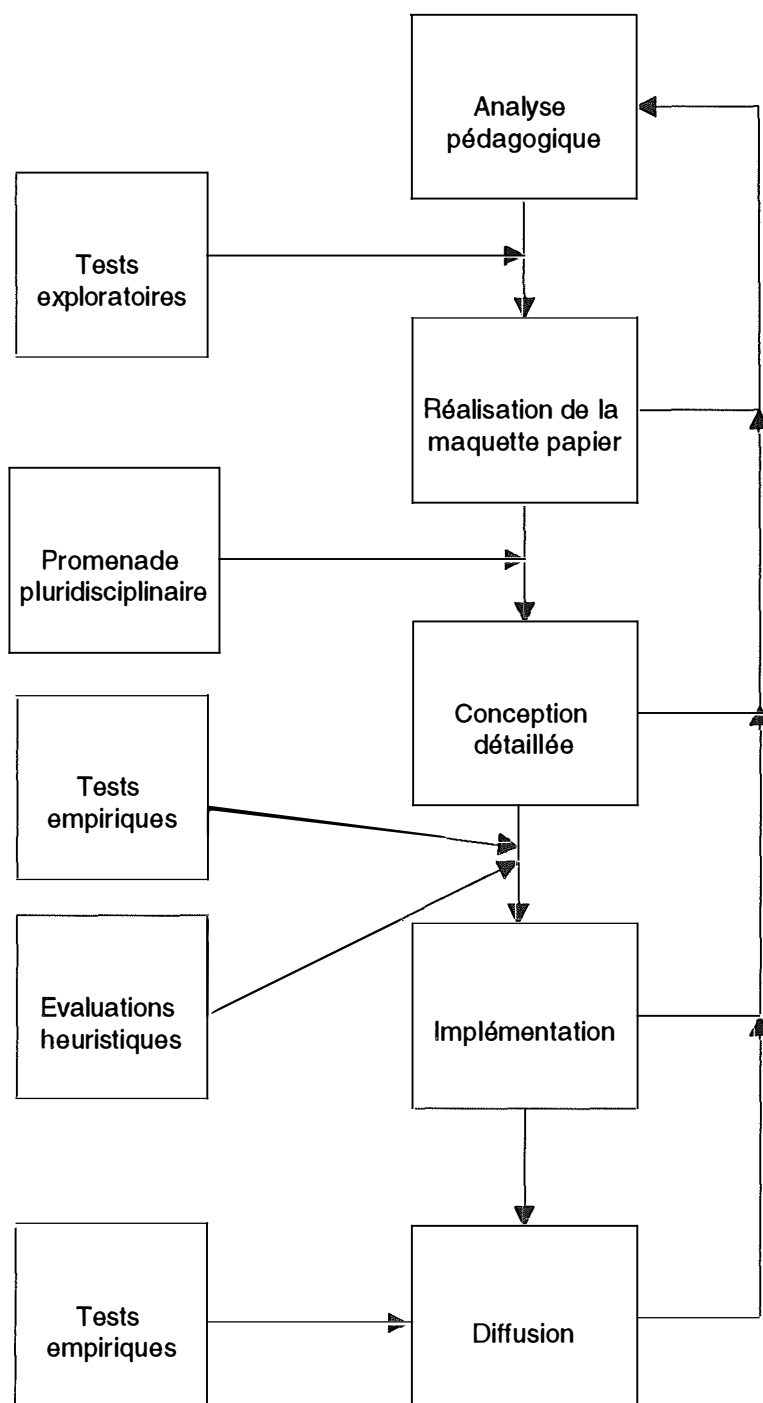 Analyse
pédagogique
Tests
exploratoires
Réalisation de la
maquette papier
Promenade
pluridisciplinaire
Conception
détaillée
Tests
empiriques
Evaluations
heuristiques
Implémentation
Tests
empiriques
Diffusion